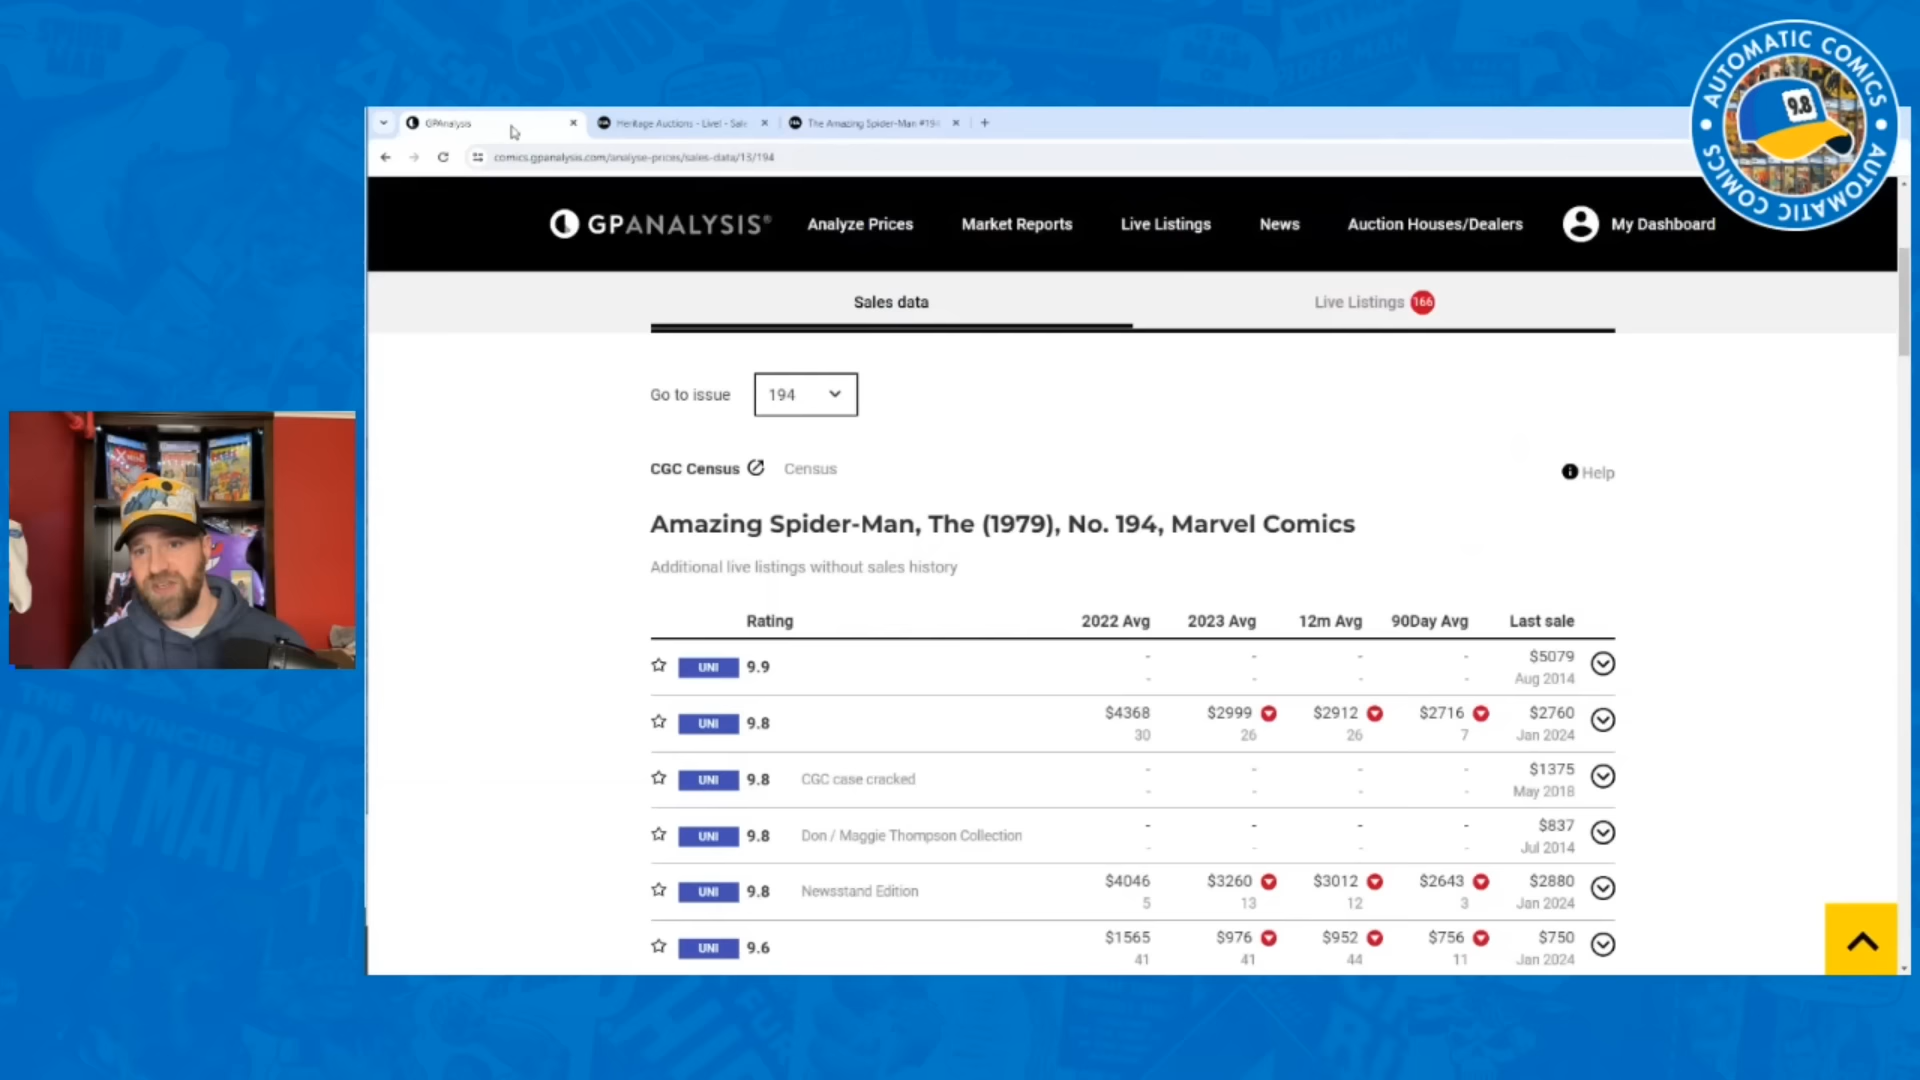 AUTOMATIC COMICS
AUTOMATIC COMICS
9.8
GPAnalysis
Heritage Auctions - Live! - Sale
The Amazing Spider-Man #194
comics.gpanalysis.com/analyse-prices/sales-data/13/194
GPANALYSIS®
Analyze Prices
Market Reports
Live Listings
News
Auction Houses/Dealers
My Dashboard
Sales data
Live Listings 166
Go to issue 194
CGC Census Census
Help
Amazing Spider-Man, The (1979), No. 194, Marvel Comics
Additional live listings without sales history
Rating 2022 Avg 2023 Avg 12m Avg 90Day Avg Last sale
UNI 9.9 - - - - $5079
- - - - Aug 2014
UNI 9.8 $4368 $2999 $2912 $2716 $2760
30 26 26 7 Jan 2024
UNI 9.8 CGC case cracked - - - - $1375
- - - - May 2018
UNI 9.8 Don / Maggie Thompson Collection - - - - $837
- - - - Jul 2014
UNI 9.8 Newsstand Edition $4046 $3260 $3012 $2643 $2880
5 13 12 3 Jan 2024
UNI 9.6 $1565 $976 $952 $756 $750
41 41 44 11 Jan 2024
THE INVINCIBLE
IRON MAN